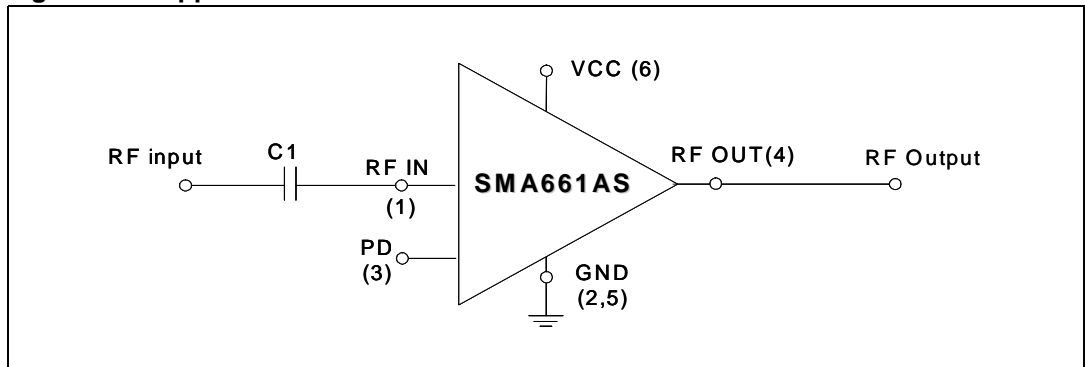 VCC (6)
RF input
C1
RF IN
(1)
SMA661AS
RF OUT(4)
RF Output
PD
(3)
GND
(2,5)